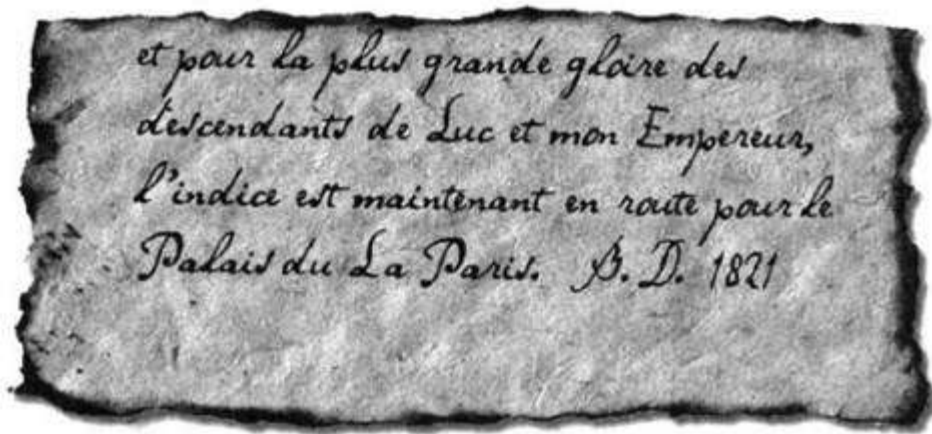 et pour la plus grande gloire des
descendants de Luc et mon Empereur,
l'indice est maintenant en route pour le
Palais du La Paris. B. D. 1821